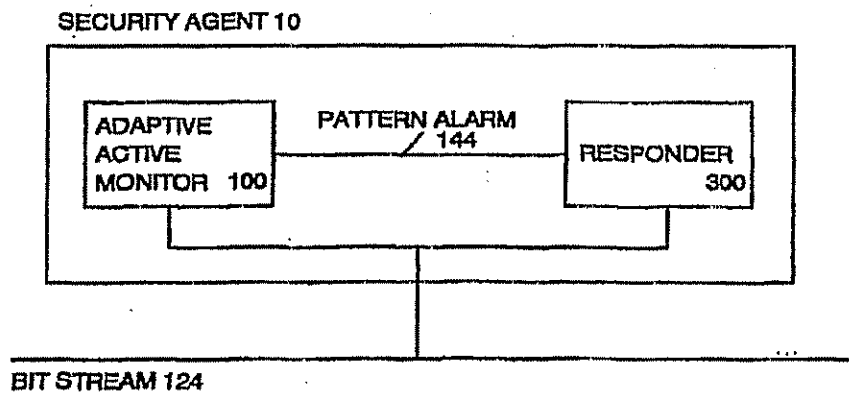 SECURITY AGENT 10
ADAPTIVE
ACTIVE
MONITOR 100
PATTERN ALARM
144
RESPONDER
300
BIT STREAM 124